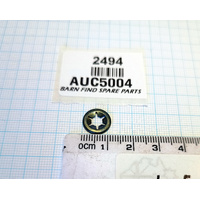 2494
AUC5004
BARN FIND SPARE PARTS
0CM 1 2 3 4